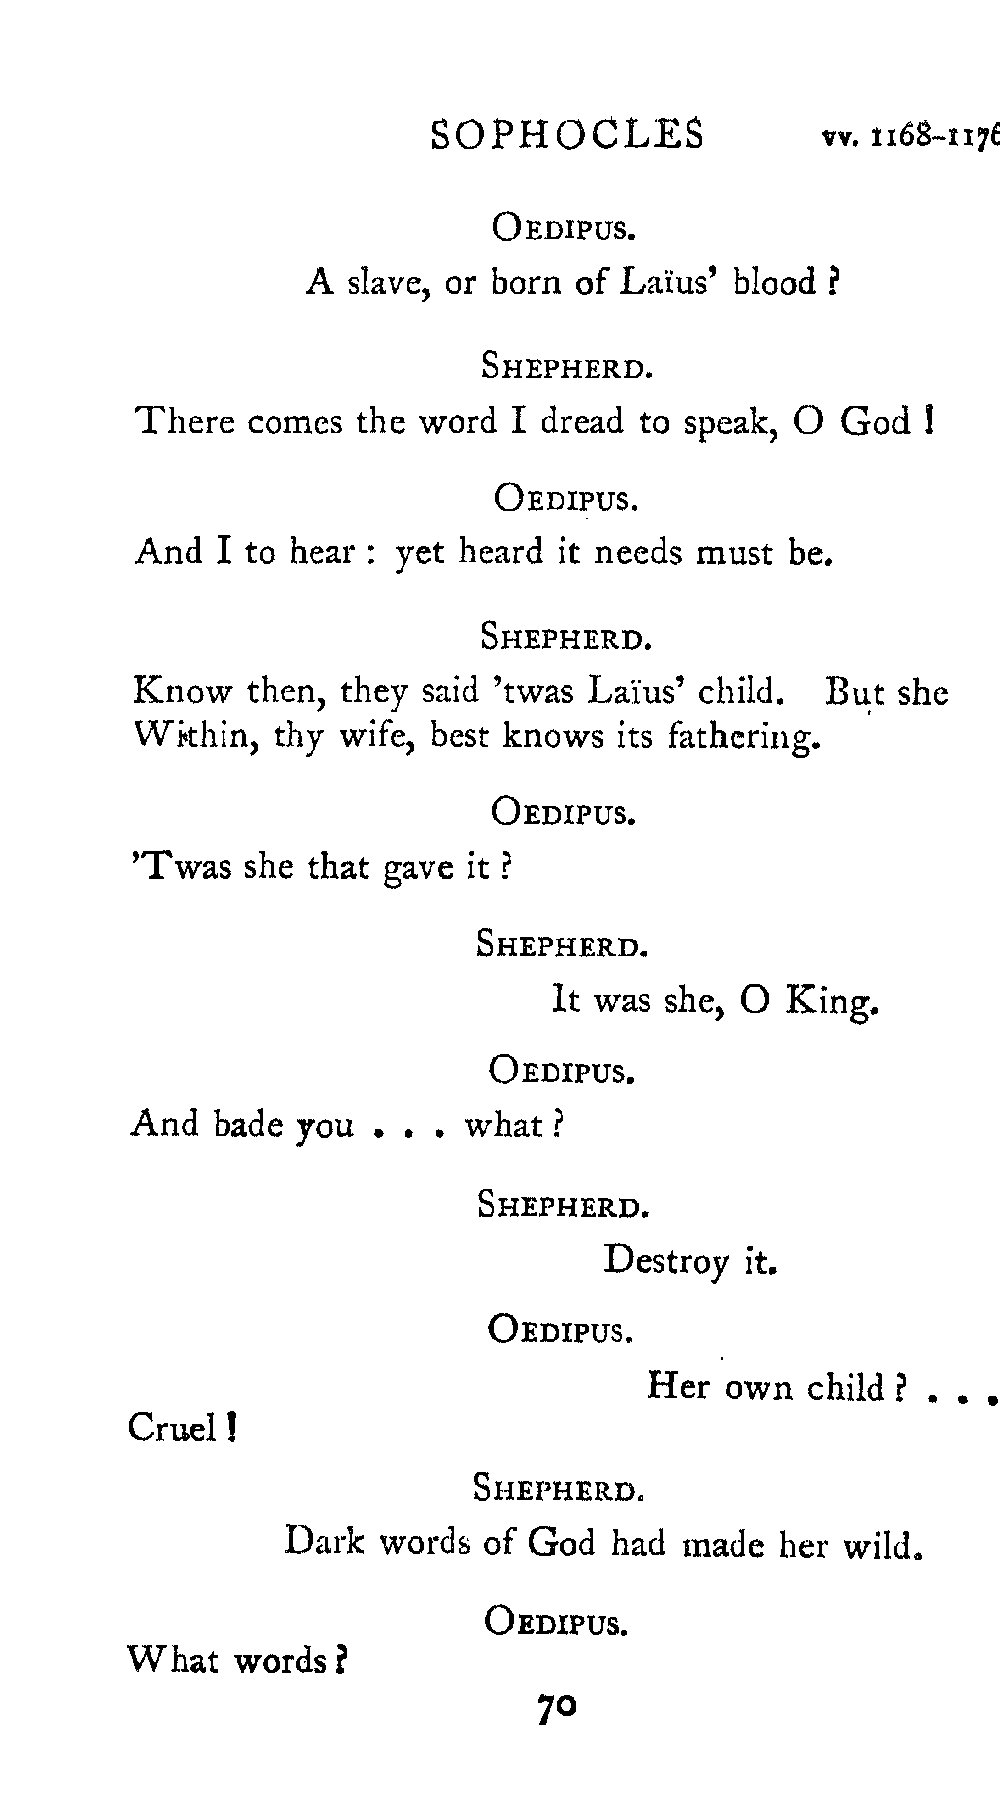 SOPHOCLES vv. 1168–1176
OEDIPUS.
A slave, or born of Laïus' blood ?
SHEPHERD.
There comes the word I dread to speak, O God !
OEDIPUS.
And I to hear : yet heard it needs must be.
SHEPHERD.
Know then, they said 'twas Laïus' child. But she
Within, thy wife, best knows its fathering.
OEDIPUS.
'Twas she that gave it ?
SHEPHERD.
It was she, O King.
OEDIPUS.
And bade you . . . what ?
SHEPHERD.
Destroy it.
OEDIPUS.
Her own child ? . . .
Cruel !
SHEPHERD.
Dark words of God had made her wild.
OEDIPUS.
What words ?
70